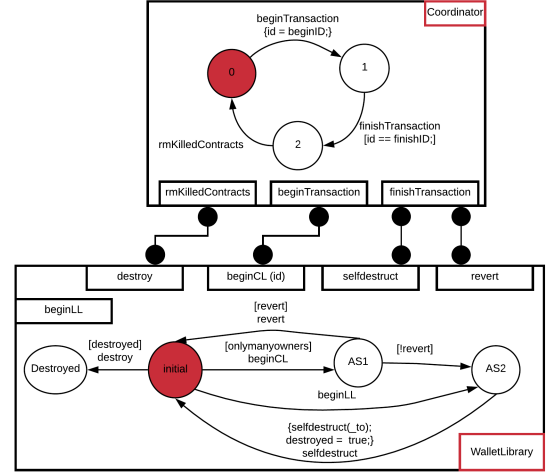 Coordinator
beginTransaction
{id = beginID;}
0
1
finishTransaction
[id == finishID;]
2
rmKilledContracts
rmKilledContracts
beginTransaction
finishTransaction
destroy
beginCL (id)
selfdestruct
revert
beginLL
[revert]
revert
[destroyed]
destroy
[onlymanyowners]
beginCL
[!revert]
Destroyed
initial
AS1
AS2
beginLL
{selfdestruct(_to);
destroyed = true;}
selfdestruct
WalletLibrary